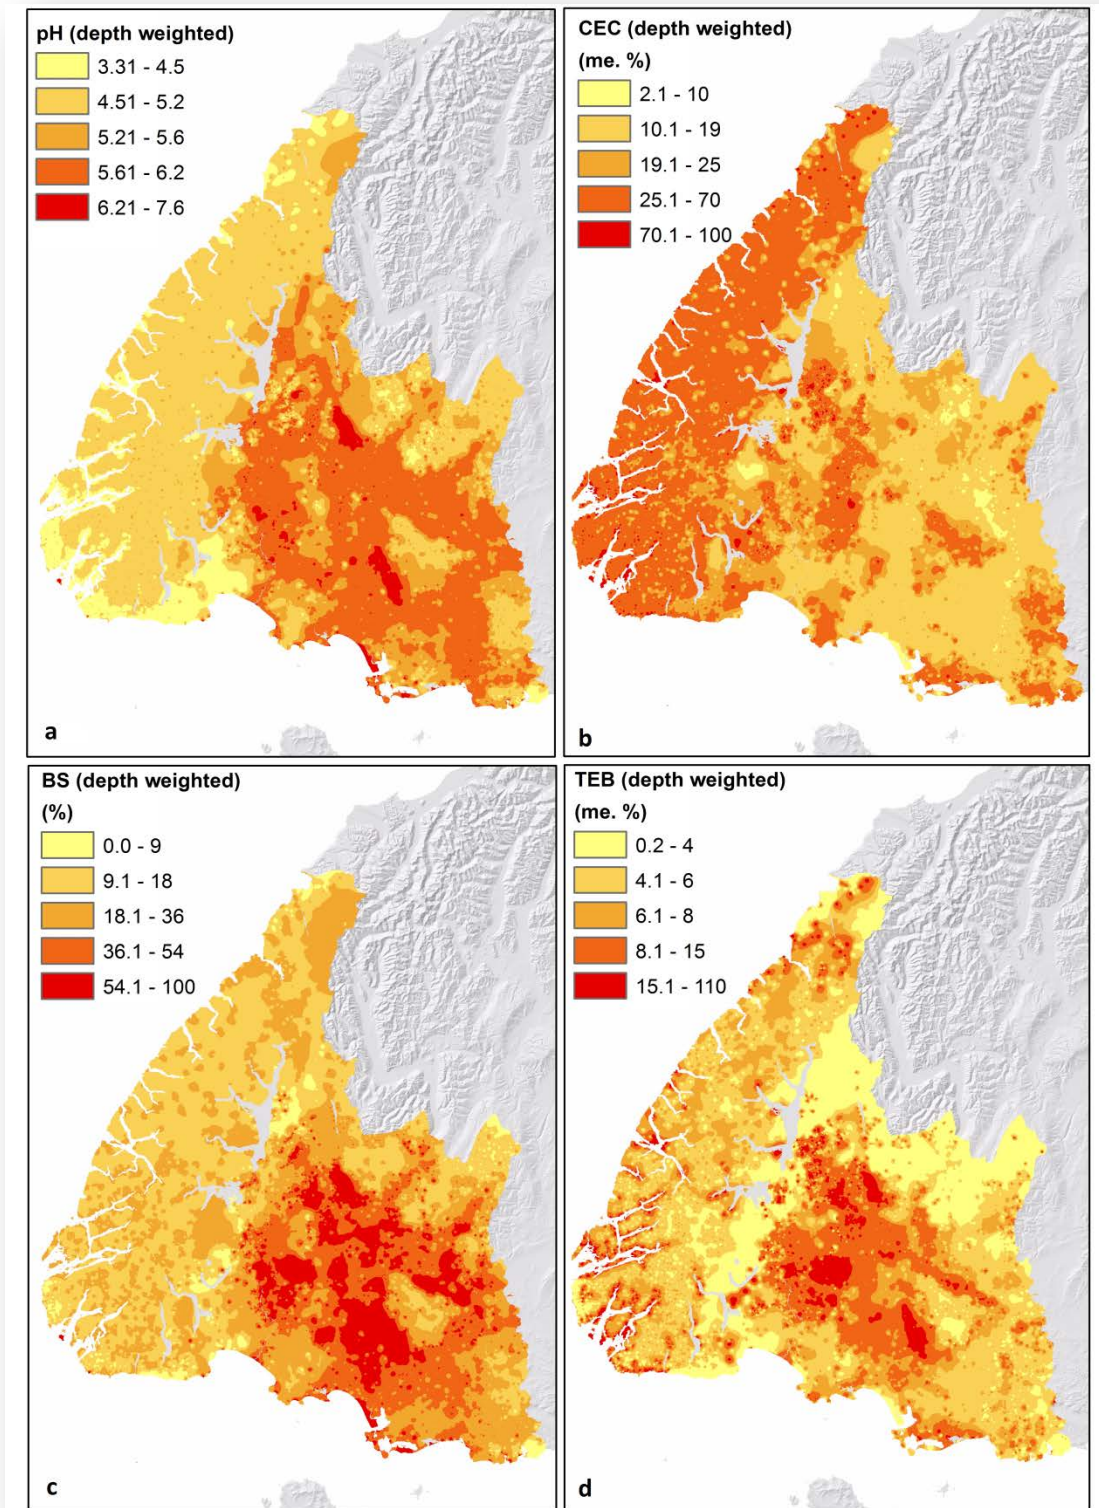 pH (depth weighted)
3.31 - 4.5
4.51 - 5.2
5.21 - 5.6
5.61 - 6.2
6.21 - 7.6
a
CEC (depth weighted)
(me. %)
2.1 - 10
10.1 - 19
19.1 - 25
25.1 - 70
70.1 - 100
b
BS (depth weighted)
(%)
0.0 - 9
9.1 - 18
18.1 - 36
36.1 - 54
54.1 - 100
c
TEB (depth weighted)
(me. %)
0.2 - 4
4.1 - 6
6.1 - 8
8.1 - 15
15.1 - 110
d